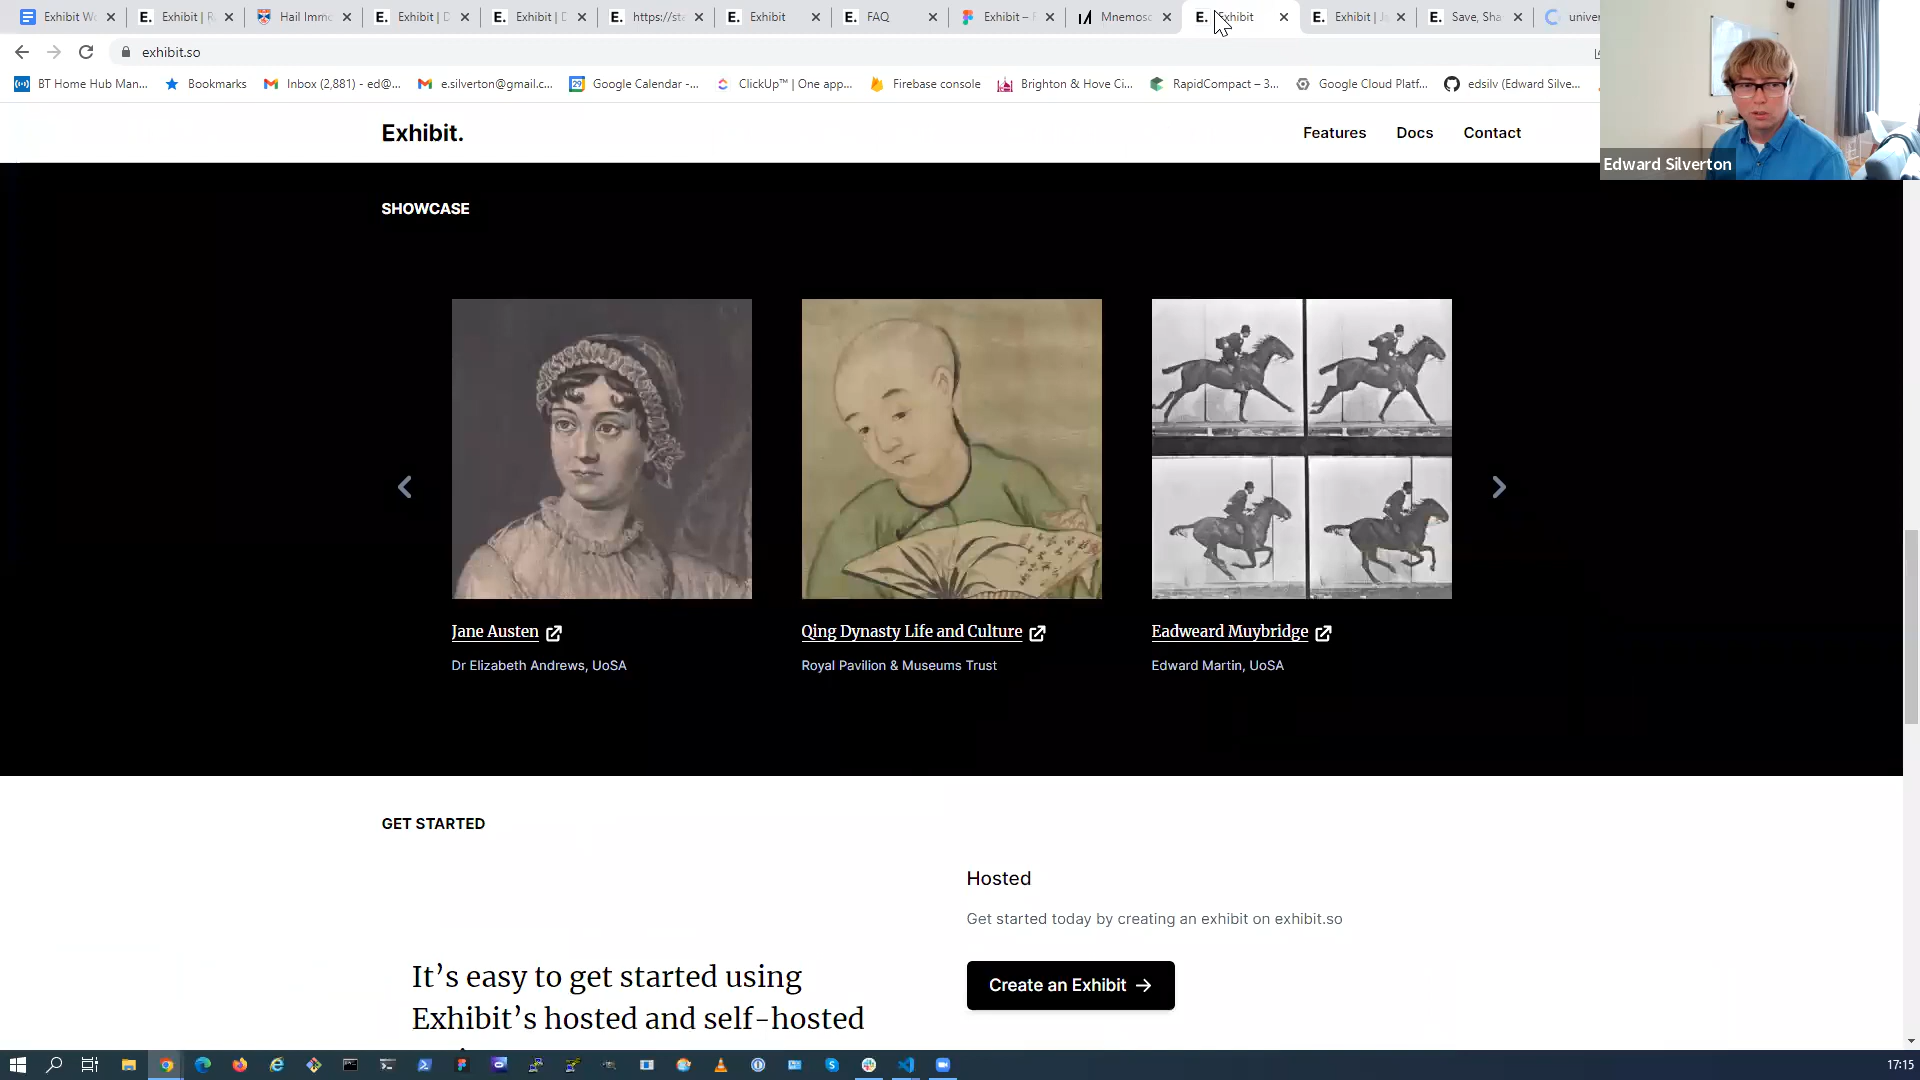 Exhibit Wo
Exhibit | R
Hail Immo
Exhibit | D
Exhibit | D
https://sta
Exhibit
FAQ
Exhibit –
Mnemosc
Exhibit
Exhibit | J
Save, Sha
univer
exhibit.so
BT Home Hub Man...
Bookmarks
Inbox (2,881) - ed@...
e.silverton@gmail.c...
Google Calendar -...
ClickUp™ | One app...
Firebase console
Brighton & Hove Ci...
RapidCompact – 3...
Google Cloud Platf...
edsilv (Edward Silve...
Edward Silverton
Exhibit.
Features
Docs
Contact
SHOWCASE
Jane Austen
Dr Elizabeth Andrews, UoSA
Qing Dynasty Life and Culture
Royal Pavilion & Museums Trust
Eadweard Muybridge
Edward Martin, UoSA
GET STARTED
It’s easy to get started using
Exhibit’s hosted and self-hosted
Hosted
Get started today by creating an exhibit on exhibit.so
Create an Exhibit →
17:15